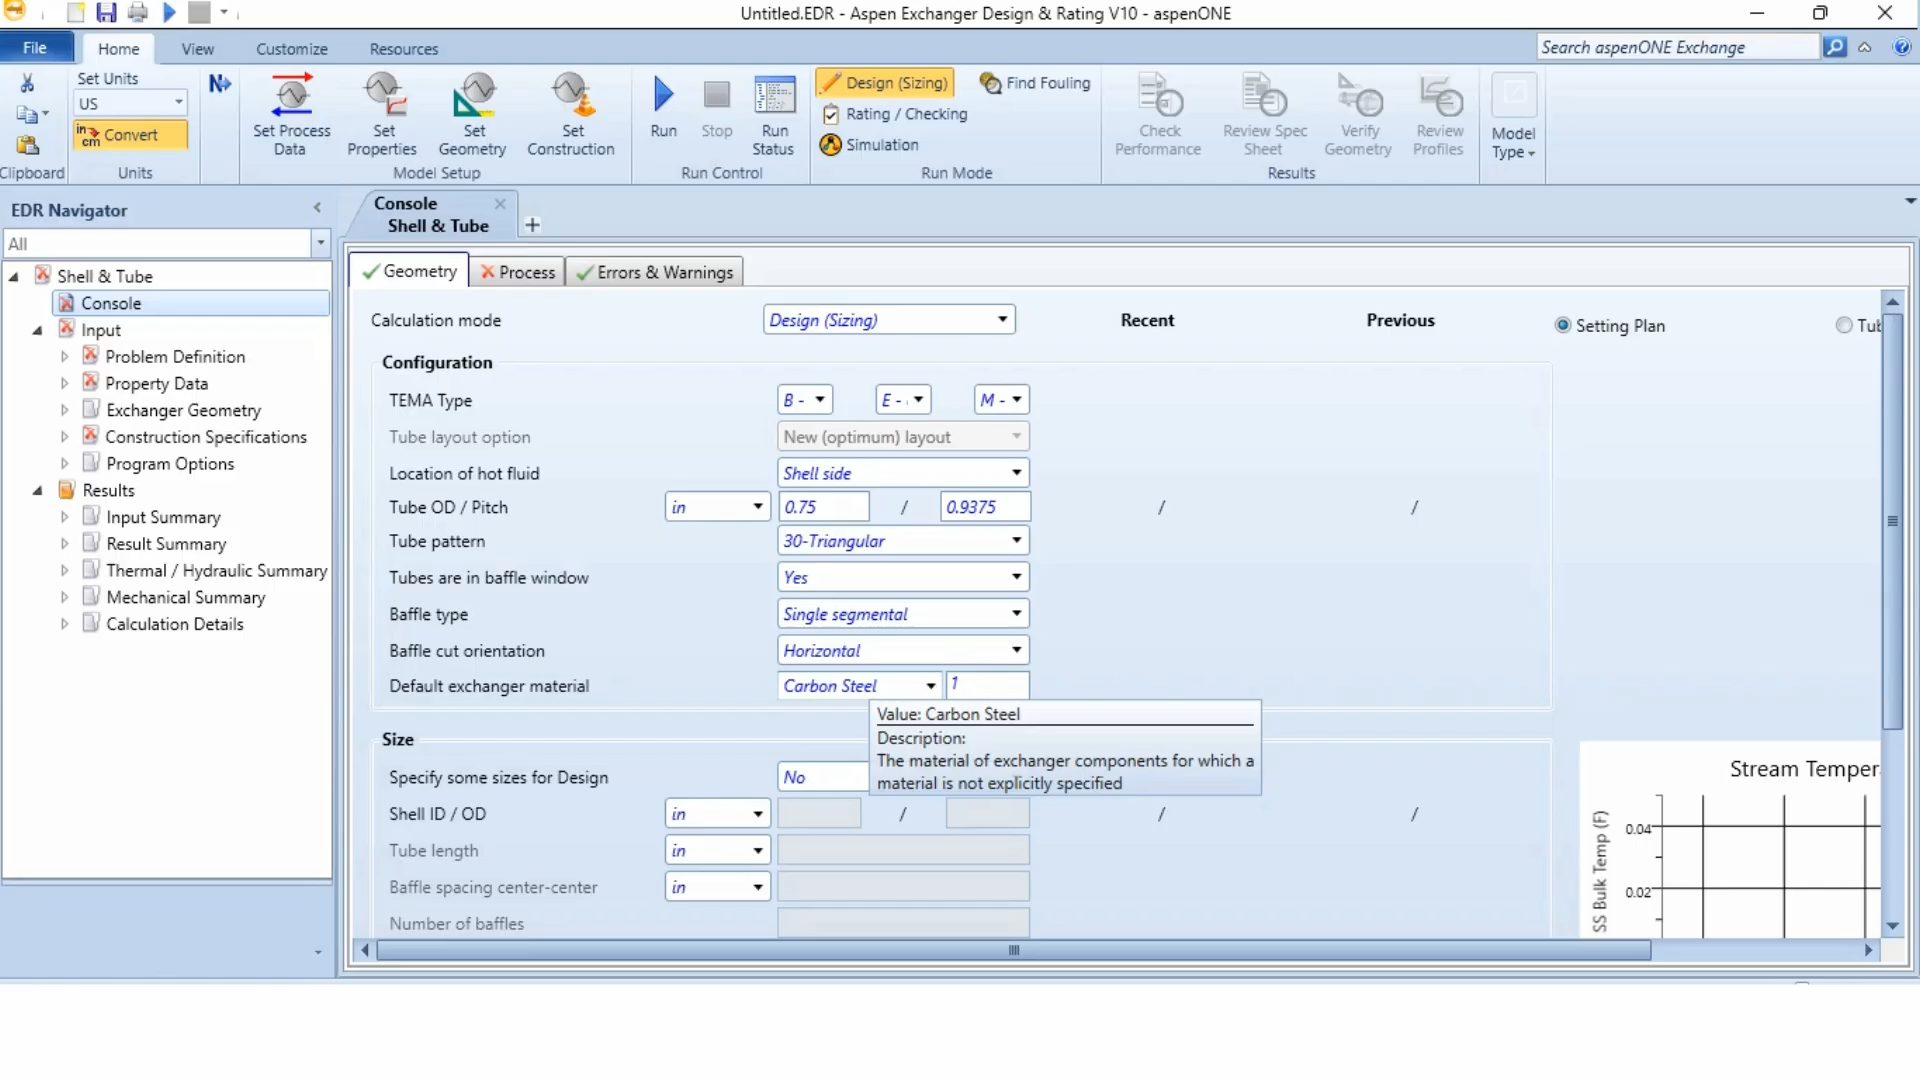 Untitled.EDR - Aspen Exchanger Design & Rating V10 - aspenONE
File Home View Customize Resources
Search aspenONE Exchange
Set Units
US
in cm Convert
Units
Clipboard
Set Process Data
Set Properties
Set Geometry
Set Construction
Model Setup
Run
Stop
Run Status
Run Control
Design (Sizing)
Rating / Checking
Simulation
Find Fouling
Run Mode
Check Performance
Review Spec Sheet
Verify Geometry
Review Profiles
Results
Model Type
EDR Navigator
All
Shell & Tube
Console
Input
Problem Definition
Property Data
Exchanger Geometry
Construction Specifications
Program Options
Results
Input Summary
Result Summary
Thermal / Hydraulic Summary
Mechanical Summary
Calculation Details
Console
Shell & Tube
Geometry Process Errors & Warnings
Calculation mode Design (Sizing) Recent Previous Setting Plan Tub
Configuration
TEMA Type B - E - M -
Tube layout option New (optimum) layout
Location of hot fluid Shell side
Tube OD / Pitch in 0.75 / 0.9375 / /
Tube pattern 30-Triangular
Tubes are in baffle window Yes
Baffle type Single segmental
Baffle cut orientation Horizontal
Default exchanger material Carbon Steel 1
Value: Carbon Steel
Description:
The material of exchanger components for which a
material is not explicitly specified
Size
Specify some sizes for Design No
Shell ID / OD in / / /
Tube length in
Baffle spacing center-center in
Number of baffles
Stream Temper
SS Bulk Temp (F)
0.04
0.02